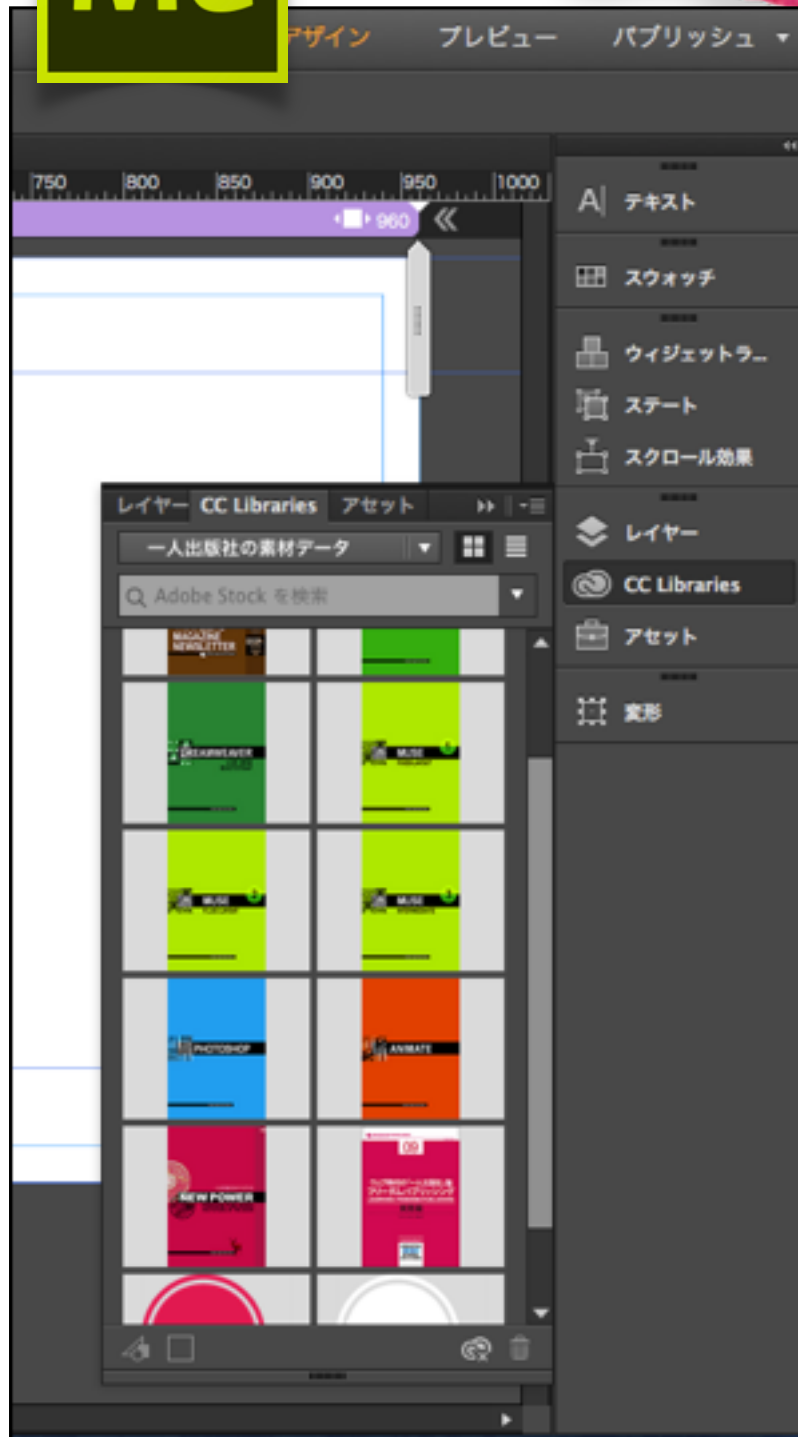 Mc
デザイン プレビュー パブリッシュ
750 800 850 900 950 1000
960
A テキスト
スウォッチ
ウィジェットラ...
ステート
スクロール効果
レイヤー
CC Libraries
アセット
変形
レイヤー CC Libraries アセット
一人出版社の素材データ
Adobe Stock を検索
MAGAZINE
NEWSLETTER
DREAMWEAVER
MUSE
MUSE
2
MUSE
3
PHOTOSHOP
ANIMATE
NEW POWER
09